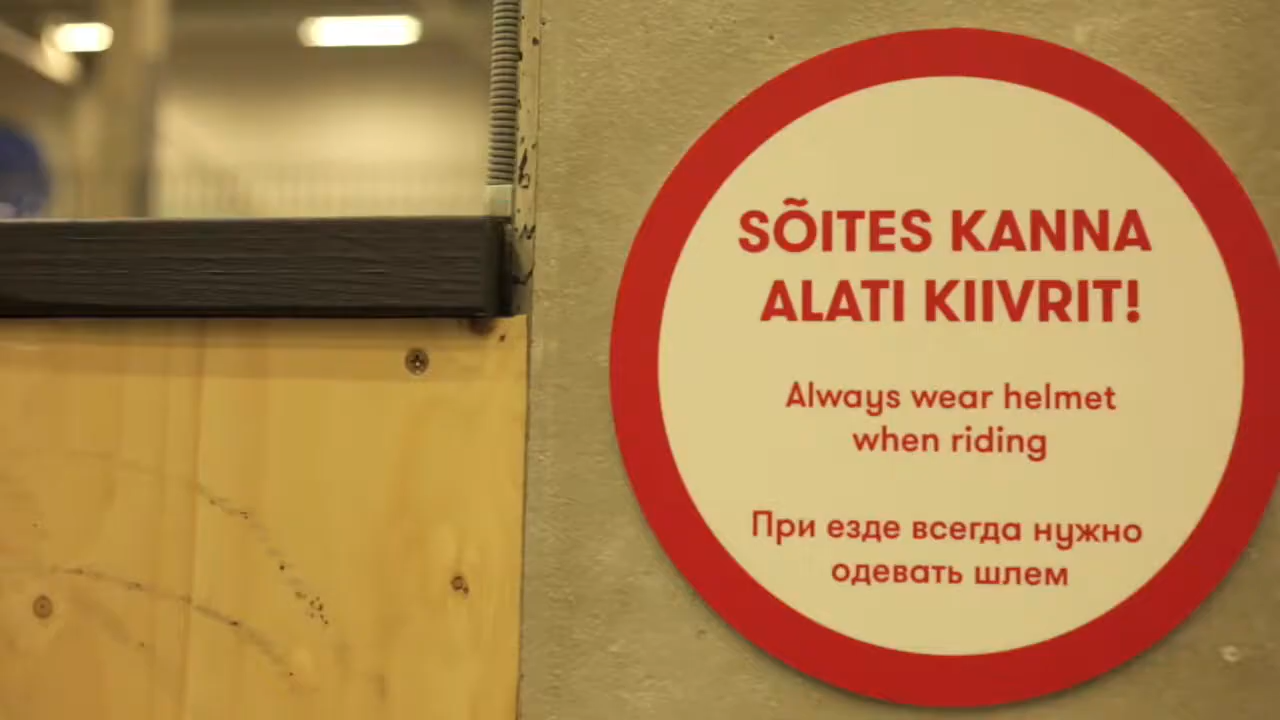 SÕITES KANNA
ALATI KIIVRIT!
Always wear helmet
when riding
При езде всегда нужно
одевать шлем